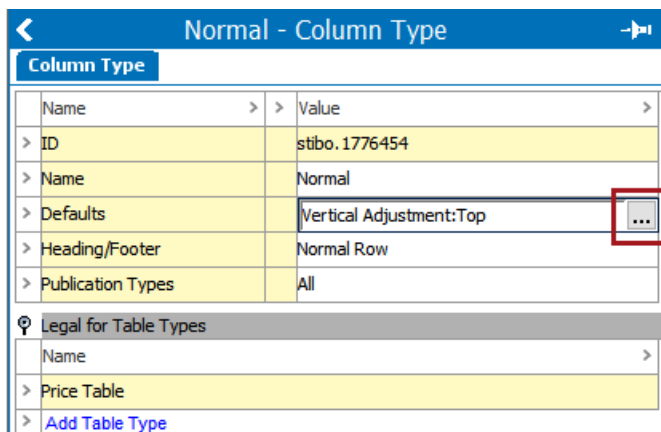 Normal - Column Type
Column Type
Name > > Value >
> ID stibo.1776454
> Name Normal
> Defaults Vertical Adjustment:Top ...
> Heading/Footer Normal Row
> Publication Types All
Legal for Table Types
Name >
> Price Table
> Add Table Type